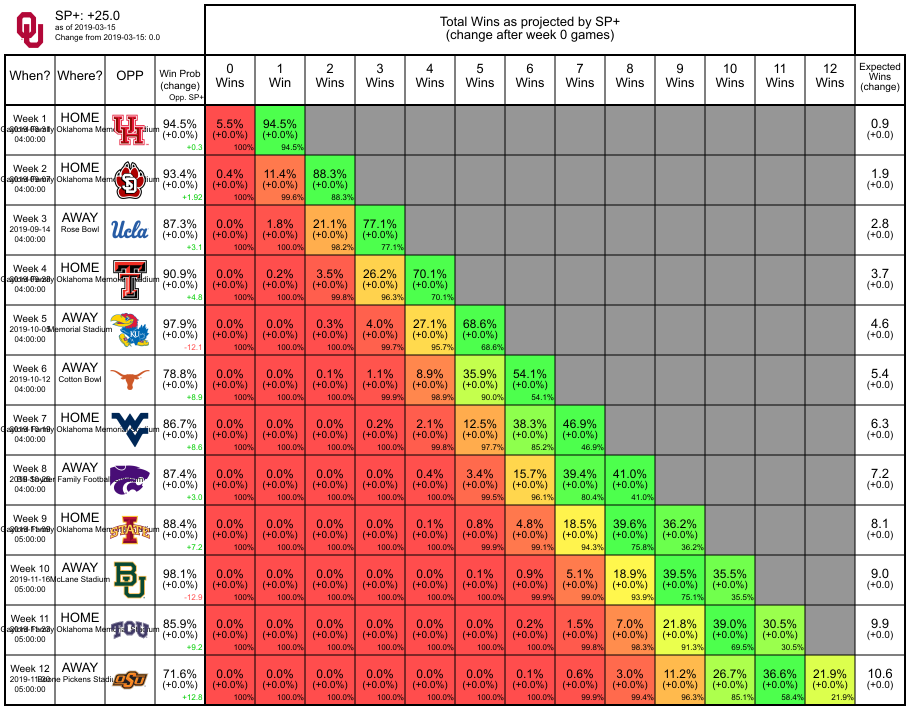 SP+: +25.0
as of 2019-03-15
Change from 2019-03-15: 0.0
Total Wins as projected by SP+
(change after week 0 games)
When? Where? OPP Win Prob (change) Opp. SP+ 0 Wins 1 Win 2 Wins 3 Wins 4 Wins 5 Wins 6 Wins 7 Wins 8 Wins 9 Wins 10 Wins 11 Wins 12 Wins Expected Wins (change)
Week 1 HOME 94.5% 5.5% 94.5% 0.9
(+0.0%) (+0.0%) (+0.0%) (+0.0)
04:00:00 +0.3 100% 94.5%
Week 2 HOME 93.4% 0.4% 11.4% 88.3% 1.9
(+0.0%) (+0.0%) (+0.0%) (+0.0%) (+0.0)
04:00:00 +1.92 100% 99.6% 88.3%
Week 3 AWAY 87.3% 0.0% 1.8% 21.1% 77.1% 2.8
2019-09-14 Rose Bowl Ucla (+0.0%) (+0.0%) (+0.0%) (+0.0%) (+0.0%) (+0.0)
04:00:00 +3.1 100% 100.0% 98.2% 77.1%
Week 4 HOME 90.9% 0.0% 0.2% 3.5% 26.2% 70.1% 3.7
(+0.0%) (+0.0%) (+0.0%) (+0.0%) (+0.0%) (+0.0%) (+0.0)
04:00:00 +4.8 100% 100.0% 99.8% 96.3% 70.1%
Week 5 AWAY 97.9% 0.0% 0.0% 0.3% 4.0% 27.1% 68.6% 4.6
2019-10-05 Memorial Stadium KU (+0.0%) (+0.0%) (+0.0%) (+0.0%) (+0.0%) (+0.0%) (+0.0%) (+0.0)
04:00:00 -12.1 100% 100.0% 100.0% 99.7% 95.7% 68.6%
Week 6 AWAY 78.8% 0.0% 0.0% 0.1% 1.1% 8.9% 35.9% 54.1% 5.4
2019-10-12 Cotton Bowl (+0.0%) (+0.0%) (+0.0%) (+0.0%) (+0.0%) (+0.0%) (+0.0%) (+0.0%) (+0.0)
04:00:00 +8.9 100% 100.0% 100.0% 99.9% 98.9% 90.0% 54.1%
Week 7 HOME 86.7% 0.0% 0.0% 0.0% 0.2% 2.1% 12.5% 38.3% 46.9% 6.3
(+0.0%) (+0.0%) (+0.0%) (+0.0%) (+0.0%) (+0.0%) (+0.0%) (+0.0%) (+0.0%) (+0.0)
04:00:00 +8.6 100% 100.0% 100.0% 100.0% 99.8% 97.7% 85.2% 46.9%
Week 8 AWAY 87.4% 0.0% 0.0% 0.0% 0.0% 0.4% 3.4% 15.7% 39.4% 41.0% 7.2
(+0.0%) (+0.0%) (+0.0%) (+0.0%) (+0.0%) (+0.0%) (+0.0%) (+0.0%) (+0.0%) (+0.0%) (+0.0)
04:00:00 +3.0 100% 100.0% 100.0% 100.0% 100.0% 99.5% 96.1% 80.4% 41.0%
Week 9 HOME 88.4% 0.0% 0.0% 0.0% 0.0% 0.1% 0.8% 4.8% 18.5% 39.6% 36.2% 8.1
STATE (+0.0%) (+0.0%) (+0.0%) (+0.0%) (+0.0%) (+0.0%) (+0.0%) (+0.0%) (+0.0%) (+0.0%) (+0.0%) (+0.0)
05:00:00 +7.2 100% 100.0% 100.0% 100.0% 100.0% 99.9% 99.1% 94.3% 75.8% 36.2%
Week 10 AWAY 98.1% 0.0% 0.0% 0.0% 0.0% 0.0% 0.1% 0.9% 5.1% 18.9% 39.5% 35.5% 9.0
2019-11-16 McLane Stadium BU (+0.0%) (+0.0%) (+0.0%) (+0.0%) (+0.0%) (+0.0%) (+0.0%) (+0.0%) (+0.0%) (+0.0%) (+0.0%) (+0.0%) (+0.0)
05:00:00 -12.9 100% 100.0% 100.0% 100.0% 100.0% 100.0% 99.9% 99.0% 93.9% 75.1% 35.5%
Week 11 HOME 85.9% 0.0% 0.0% 0.0% 0.0% 0.0% 0.0% 0.2% 1.5% 7.0% 21.8% 39.0% 30.5% 9.9
TCU (+0.0%) (+0.0%) (+0.0%) (+0.0%) (+0.0%) (+0.0%) (+0.0%) (+0.0%) (+0.0%) (+0.0%) (+0.0%) (+0.0%) (+0.0%) (+0.0)
05:00:00 +9.2 100% 100.0% 100.0% 100.0% 100.0% 100.0% 100.0% 99.8% 98.3% 91.3% 69.5% 30.5%
Week 12 AWAY 71.6% 0.0% 0.0% 0.0% 0.0% 0.0% 0.0% 0.1% 0.6% 3.0% 11.2% 26.7% 36.6% 21.9% 10.6
Pickens OSU (+0.0%) (+0.0%) (+0.0%) (+0.0%) (+0.0%) (+0.0%) (+0.0%) (+0.0%) (+0.0%) (+0.0%) (+0.0%) (+0.0%) (+0.0%) (+0.0%) (+0.0)
05:00:00 +12.8 100% 100.0% 100.0% 100.0% 100.0% 100.0% 100.0% 99.9% 99.4% 96.3% 85.1% 58.4% 21.9%